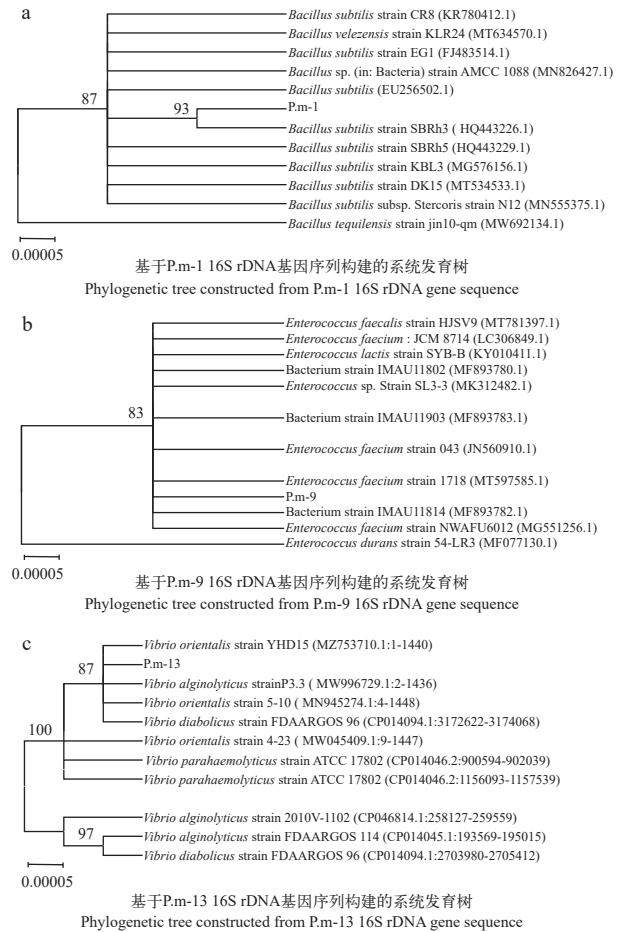 a
Bacillus subtilis strain CR8 (KR780412.1)
Bacillus velezensis strain KLR24 (MT634570.1)
Bacillus subtilis strain EG1 (FJ483514.1)
Bacillus sp. (in: Bacteria) strain AMCC 1088 (MN826427.1)
Bacillus subtilis (EU256502.1)
87
93
P.m-1
Bacillus subtilis strain SBRh3 ( HQ443226.1)
Bacillus subtilis strain SBRh5 (HQ443229.1)
Bacillus subtilis strain KBL3 (MG576156.1)
Bacillus subtilis strain DK15 (MT534533.1)
Bacillus subtilis subsp. Stercoris strain N12 (MN555375.1)
Bacillus tequilensis strain jin10-qm (MW692134.1)
0.00005
基于P.m-1 16S rDNA基因序列构建的系统发育树
Phylogenetic tree constructed from P.m-1 16S rDNA gene sequence
b
Enterococcus faecalis strain HJSV9 (MT781397.1)
Enterococcus faecium : JCM 8714 (LC306849.1)
Enterococcus lactis strain SYB-B (KY010411.1)
Bacterium strain IMAU11802 (MF893780.1)
Enterococcus sp. Strain SL3-3 (MK312482.1)
83
Bacterium strain IMAU11903 (MF893783.1)
Enterococcus faecium strain 043 (JN560910.1)
Enterococcus faecium strain 1718 (MT597585.1)
P.m-9
Bacterium strain IMAU11814 (MF893782.1)
Enterococcus faecium strain NWAFU6012 (MG551256.1)
Enterococcus durans strain 54-LR3 (MF077130.1)
0.00005
基于P.m-9 16S rDNA基因序列构建的系统发育树
Phylogenetic tree constructed from P.m-9 16S rDNA gene sequence
c
Vibrio orientalis strain YHD15 (MZ753710.1:1-1440)
87
P.m-13
Vibrio alginolyticus strainP3.3 ( MW996729.1:2-1436)
Vibrio orientalis strain 5-10 ( MN945274.1:4-1448)
Vibrio diabolicus strain FDAARGOS 96 (CP014094.1:3172622-3174068)
100
Vibrio orientalis strain 4-23 ( MW045409.1:9-1447)
Vibrio parahaemolyticus strain ATCC 17802 (CP014046.2:900594-902039)
Vibrio parahaemolyticus strain ATCC 17802 (CP014046.2:1156093-1157539)
Vibrio alginolyticus strain 2010V-1102 (CP046814.1:258127-259559)
97
Vibrio alginolyticus strain FDAARGOS 114 (CP014045.1:193569-195015)
Vibrio diabolicus strain FDAARGOS 96 (CP014094.1:2703980-2705412)
0.00005
基于P.m-13 16S rDNA基因序列构建的系统发育树
Phylogenetic tree constructed from P.m-13 16S rDNA gene sequence